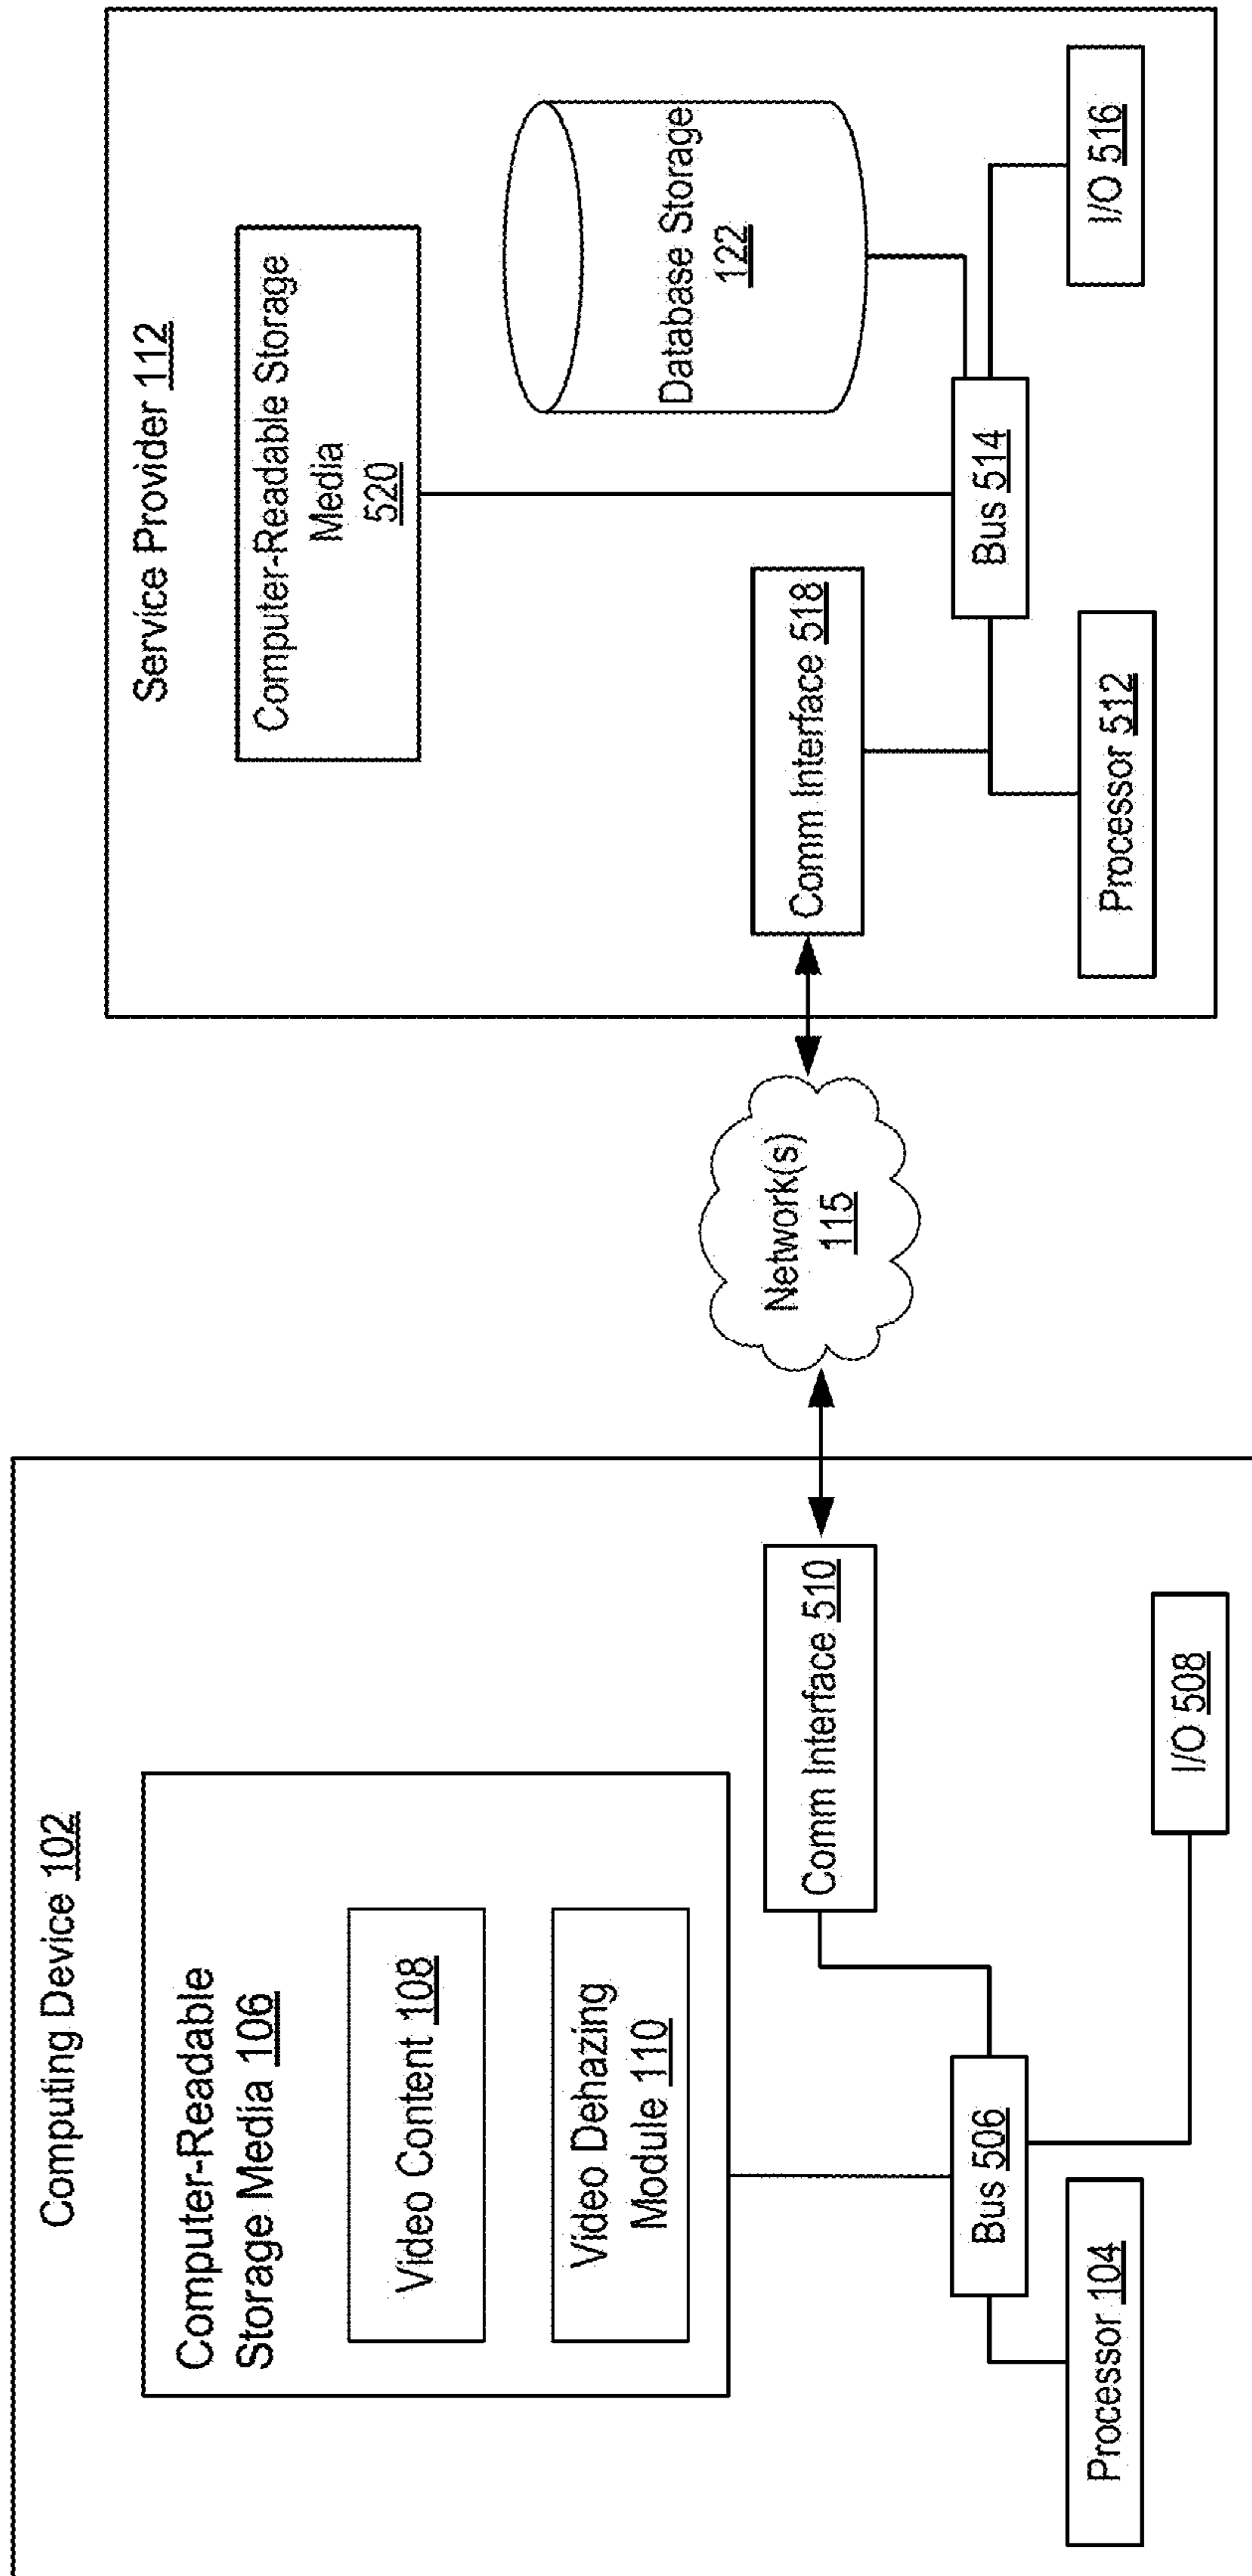 Computing Device 102
Computer-Readable
Storage Media 106
Video Content 108
Video Dehazing
Module 110
Comm Interface 510
Bus 506
Processor 104
I/O 508
Network(s)
115
Service Provider 112
Computer-Readable Storage
Media
520
Database Storage
122
Comm Interface 518
Bus 514
Processor 512
I/O 516